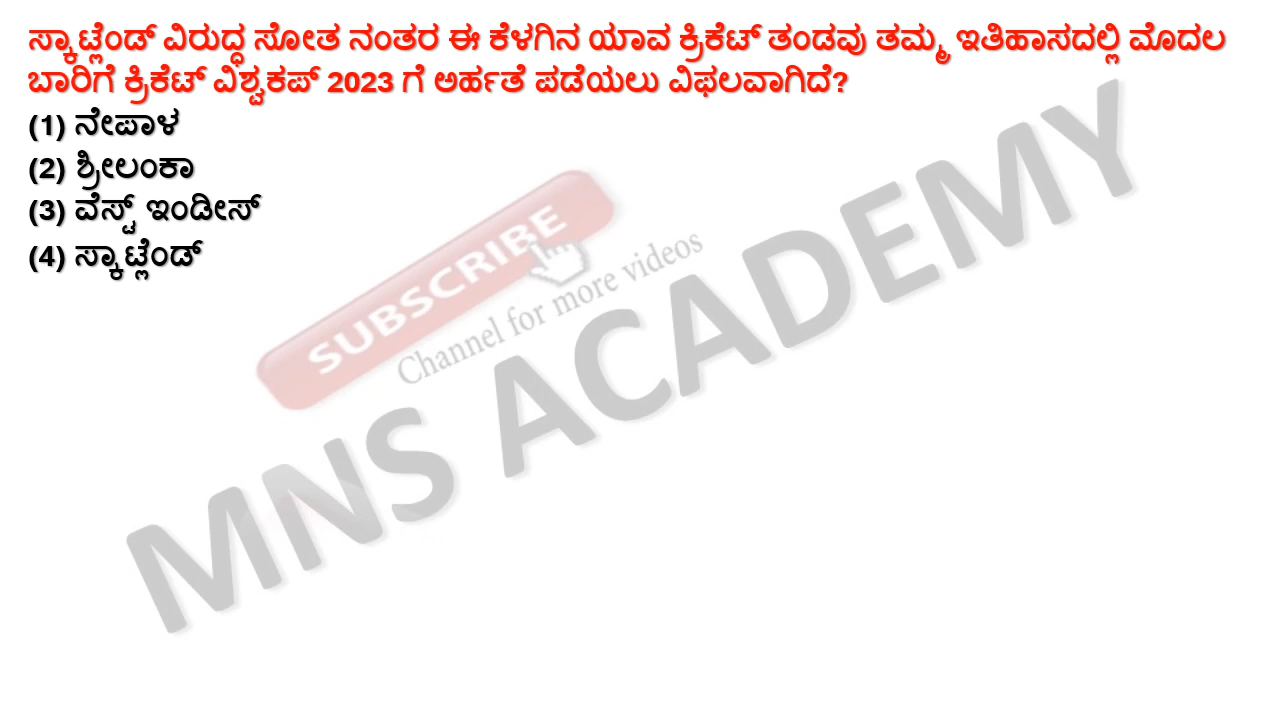 ಸ್ಕಾಟ್ಲೆಂಡ್ ವಿರುದ್ಧ ಸೋತ ನಂತರ ಈ ಕೆಳಗಿನ ಯಾವ ಕ್ರಿಕೆಟ್ ತಂಡವು ತಮ್ಮ ಇತಿಹಾಸದಲ್ಲಿ ಮೊದಲ
ಬಾರಿಗೆ ಕ್ರಿಕೆಟ್ ವಿಶ್ವಕಪ್ 2023 ಗೆ ಅರ್ಹತೆ ಪಡೆಯಲು ವಿಫಲವಾಗಿದೆ?
(1) ನೇಪಾಳ
(2) ಶ್ರೀಲಂಕಾ
(3) ವೆಸ್ಟ್ ಇಂಡೀಸ್
(4) ಸ್ಕಾಟ್ಲೆಂಡ್
SUBSCRIBE
Channel for more videos
MNS ACADEMY